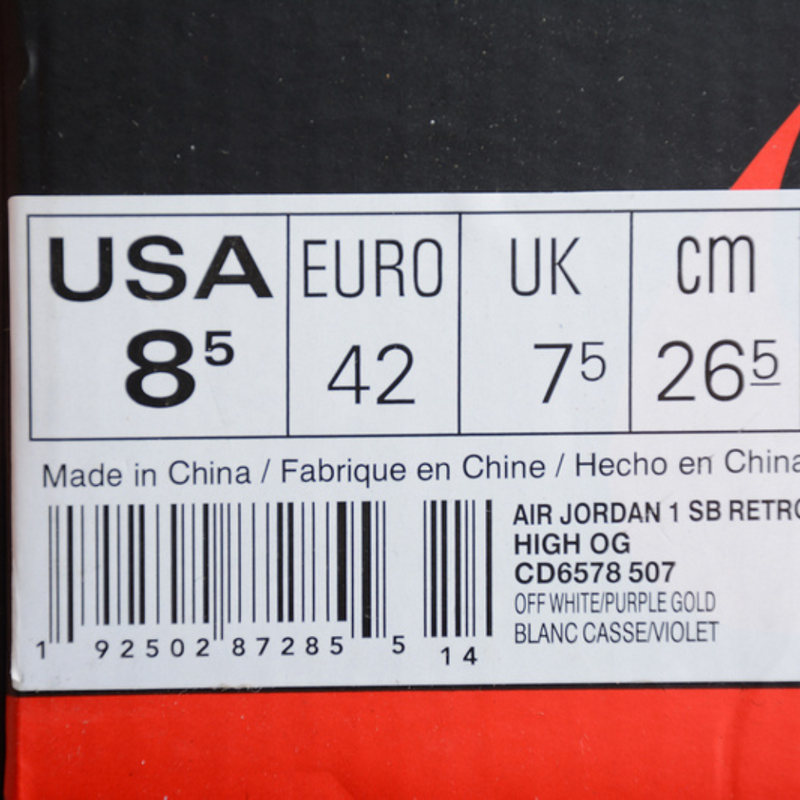 USA EURO UK cm
8⁵ 42 7⁵ 26⁵
Made in China / Fabrique en Chine / Hecho en China
AIR JORDAN 1 SB RETRO
HIGH OG
CD6578 507
OFF WHITE/PURPLE GOLD
BLANC CASSE/VIOLET
1 92502 87285 5 14